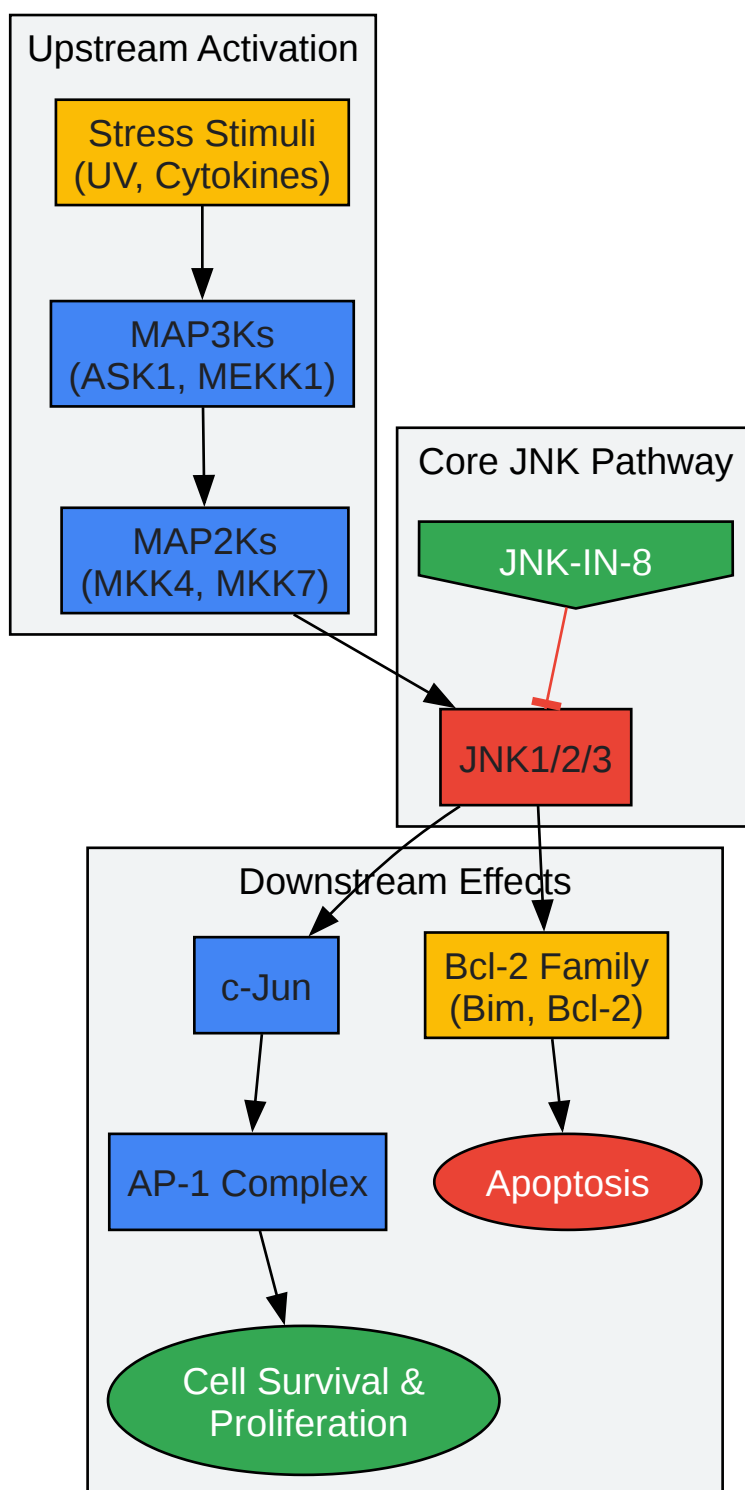 Upstream Activation
Stress Stimuli
(UV, Cytokines)
MAP3Ks
(ASK1, MEKK1)
MAP2Ks
(MKK4, MKK7)
Core JNK Pathway
JNK-IN-8
JNK1/2/3
Downstream Effects
c-Jun
Bcl-2 Family
(Bim, Bcl-2)
AP-1 Complex
Apoptosis
Cell Survival &
Proliferation